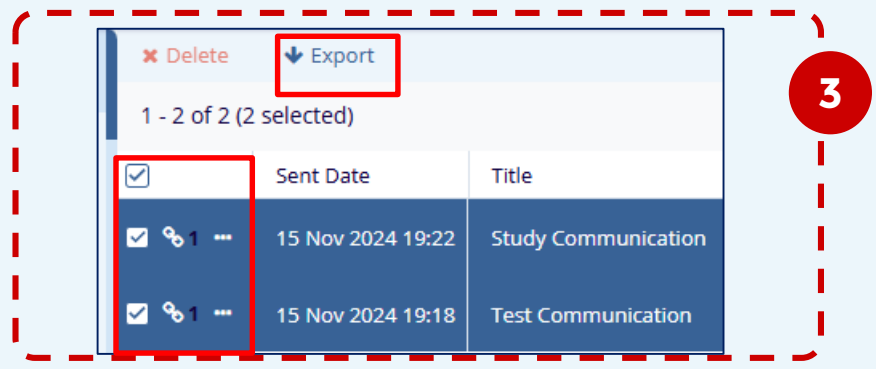 ✖ Delete ↓ Export
3
1 - 2 of 2 (2 selected)
Sent Date Title
1 ··· 15 Nov 2024 19:22 Study Communication
1 ··· 15 Nov 2024 19:18 Test Communication